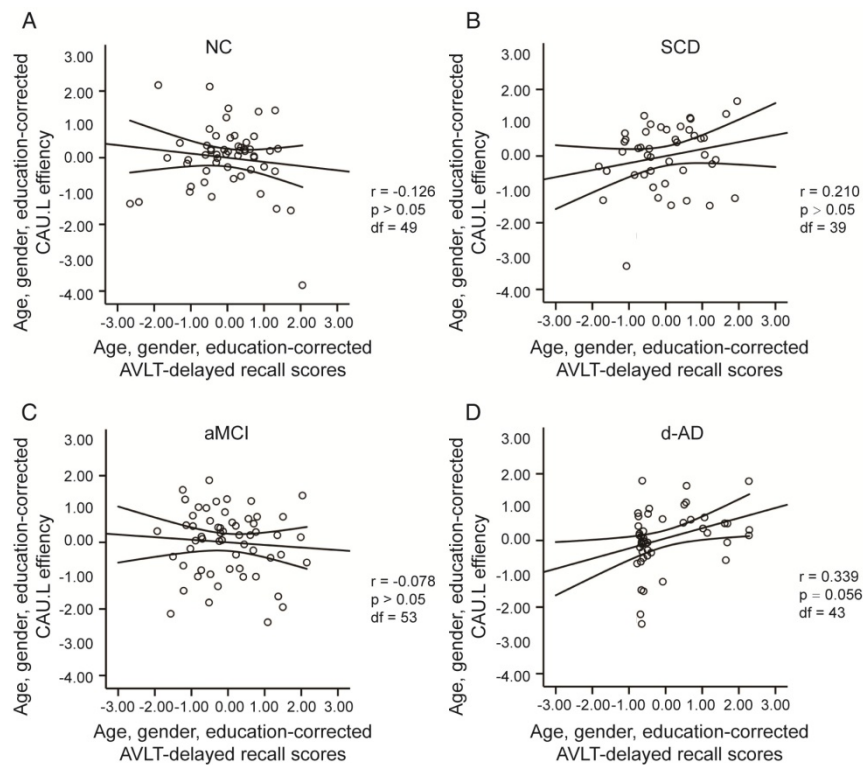 A
NC
3.00
2.00
1.00
0.00
-1.00
-2.00
-3.00
-4.00
Age, gender, education-corrected
CAU.L effiency
-3.00 -2.00 -1.00 0.00 1.00 2.00 3.00
Age, gender, education-corrected
AVLT-delayed recall scores
r = -0.126
p > 0.05
df = 49
B
SCD
3.00
2.00
1.00
0.00
-1.00
-2.00
-3.00
-4.00
Age, gender, education-corrected
CAU.L effiency
-3.00 -2.00 -1.00 0.00 1.00 2.00 3.00
Age, gender, education-corrected
AVLT-delayed recall scores
r = 0.210
p > 0.05
df = 39
C
aMCI
3.00
2.00
1.00
0.00
-1.00
-2.00
-3.00
-4.00
Age, gender, education-corrected
CAU.L effiency
-3.00 -2.00 -1.00 0.00 1.00 2.00 3.00
Age, gender, education-corrected
AVLT-delayed recall scores
r = -0.078
p > 0.05
df = 53
D
d-AD
3.00
2.00
1.00
0.00
-1.00
-2.00
-3.00
-4.00
Age, gender, education-corrected
CAU.L effiency
-3.00 -2.00 -1.00 0.00 1.00 2.00 3.00
Age, gender, education-corrected
AVLT-delayed recall scores
r = 0.339
p = 0.056
df = 43